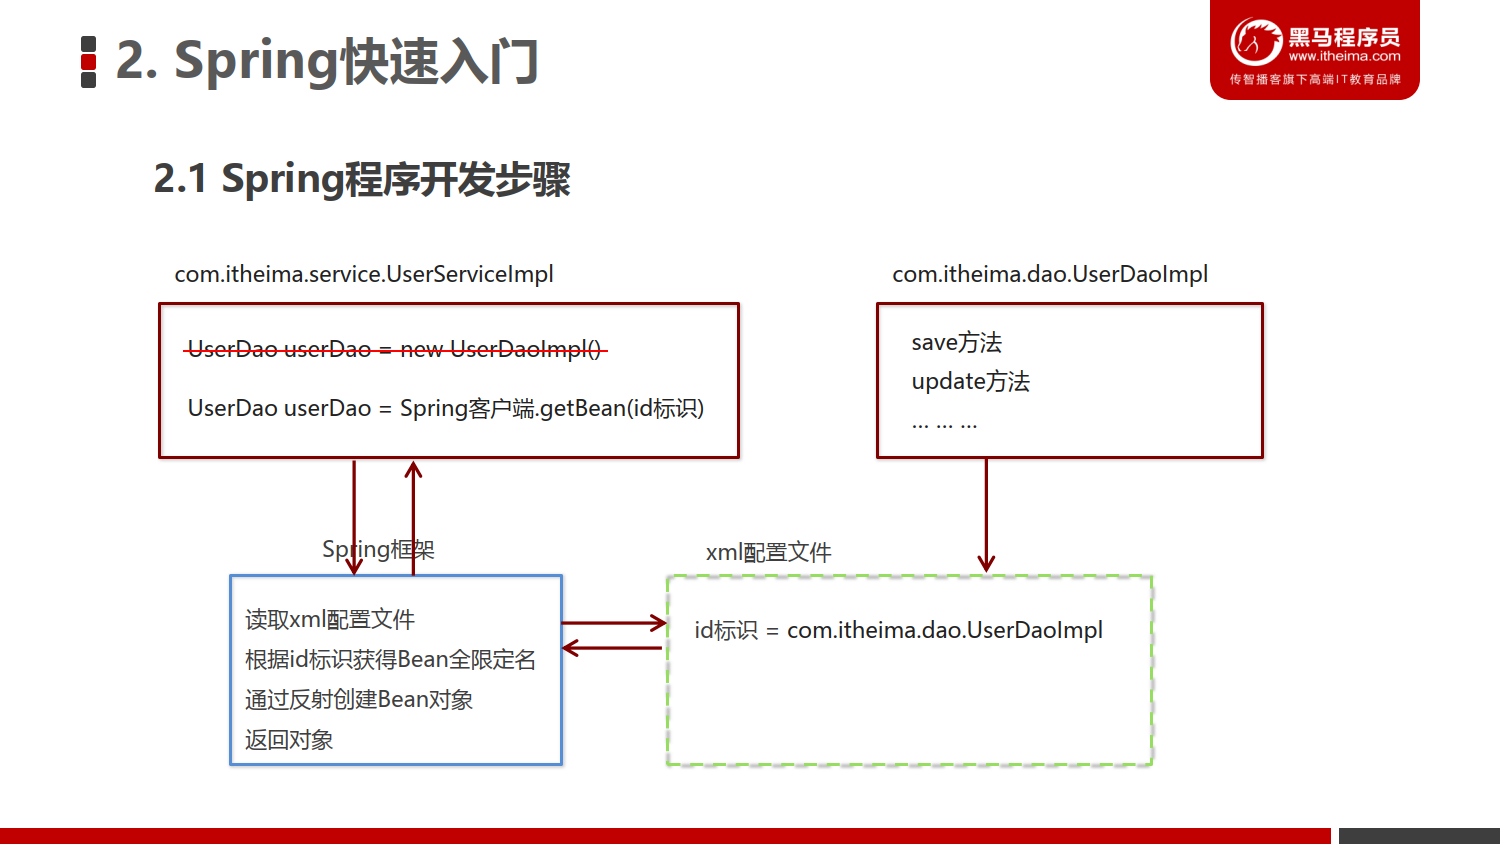 2. Spring快速入门
黑马程序员
www.itheima.com
传智播客旗下高端IT教育品牌
2.1 Spring程序开发步骤
com.itheima.service.UserServiceImpl
UserDao userDao = new UserDaoImpl()
UserDao userDao = Spring客户端.getBean(id标识)
com.itheima.dao.UserDaoImpl
save方法
update方法
... ... ...
Spring框架
读取xml配置文件
根据id标识获得Bean全限定名
通过反射创建Bean对象
返回对象
xml配置文件
id标识 = com.itheima.dao.UserDaoImpl